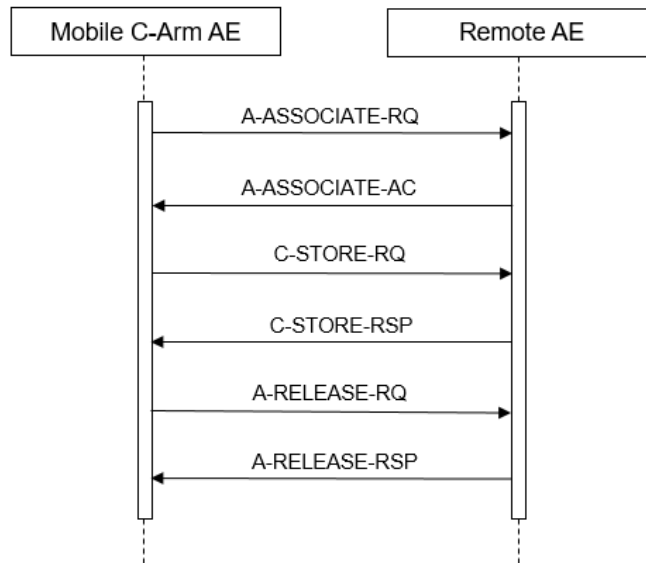 Mobile C-Arm AE
Remote AE
A-ASSOCIATE-RQ
A-ASSOCIATE-AC
C-STORE-RQ
C-STORE-RSP
A-RELEASE-RQ
A-RELEASE-RSP